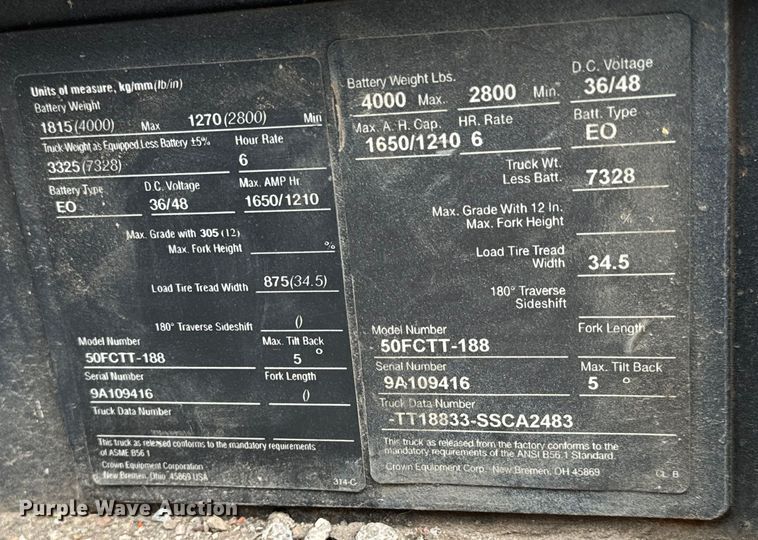 Units of measure, kg/mm(lb/in)
Battery Weight
1815(4000) Max 1270(2800) Min
Truck Weight as Equipped Less Battery ±5% Hour Rate
3325(7328) 6
Battery Type D.C. Voltage Max. AMP Hr.
EO 36/48 1650/1210
Max. Grade with 305 (12)
Max. Fork Height %
Load Tire Tread Width 875(34.5)
180° Traverse Sideshift ()
Model Number Max. Tilt Back
50FCTT-188 5 °
Serial Number Fork Length
9A109416 ()
Truck Data Number
This truck as released conforms to the mandatory requirements
of ASME B56.1
Crown Equipment Corporation
New Bremen, Ohio 45869 USA
314-C
D.C. Voltage
Battery Weight Lbs. 36/48
4000 Max. 2800 Min.
Max. A. H. Cap. HR. Rate Batt. Type
1650/1210 6 EO
Truck Wt.
Less Batt. 7328
Max. Grade With 12 In.
Max. Fork Height %
Load Tire Tread
Width 34.5
180° Traverse
Sideshift
Model Number Fork Length
50FCTT-188
Serial Number Max. Tilt Back
9A109416 5 °
Truck Data Number
-TT18833-SSCA2483
This truck as released from the factory conforms to the
mandatory requirements of the ANSI B56.1 Standard.
Crown Equipment Corp. New Bremen, OH 45869
CL B
Purple Wave Auction